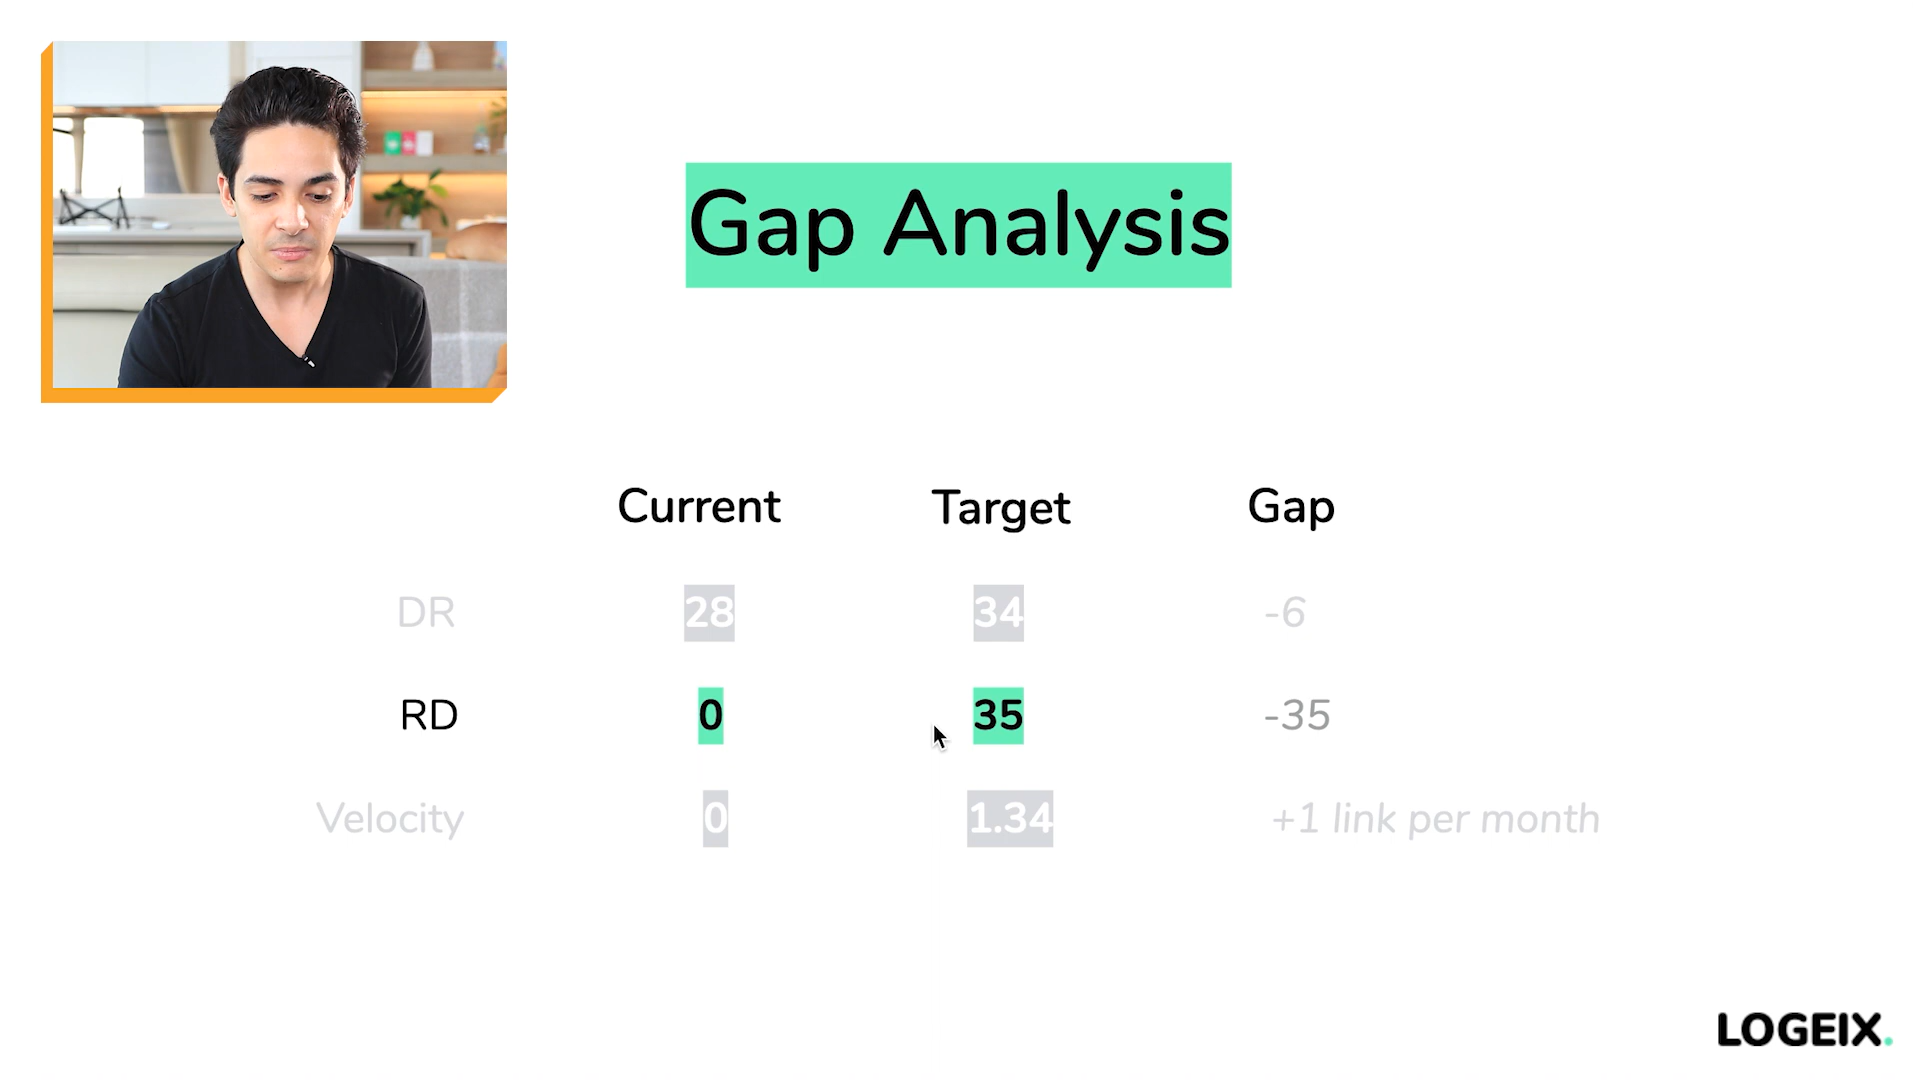 Gap Analysis
Current Target Gap
DR 28 34 -6
RD 0 35 -35
Velocity 0 1.34 +1 link per month
LOGEIX.